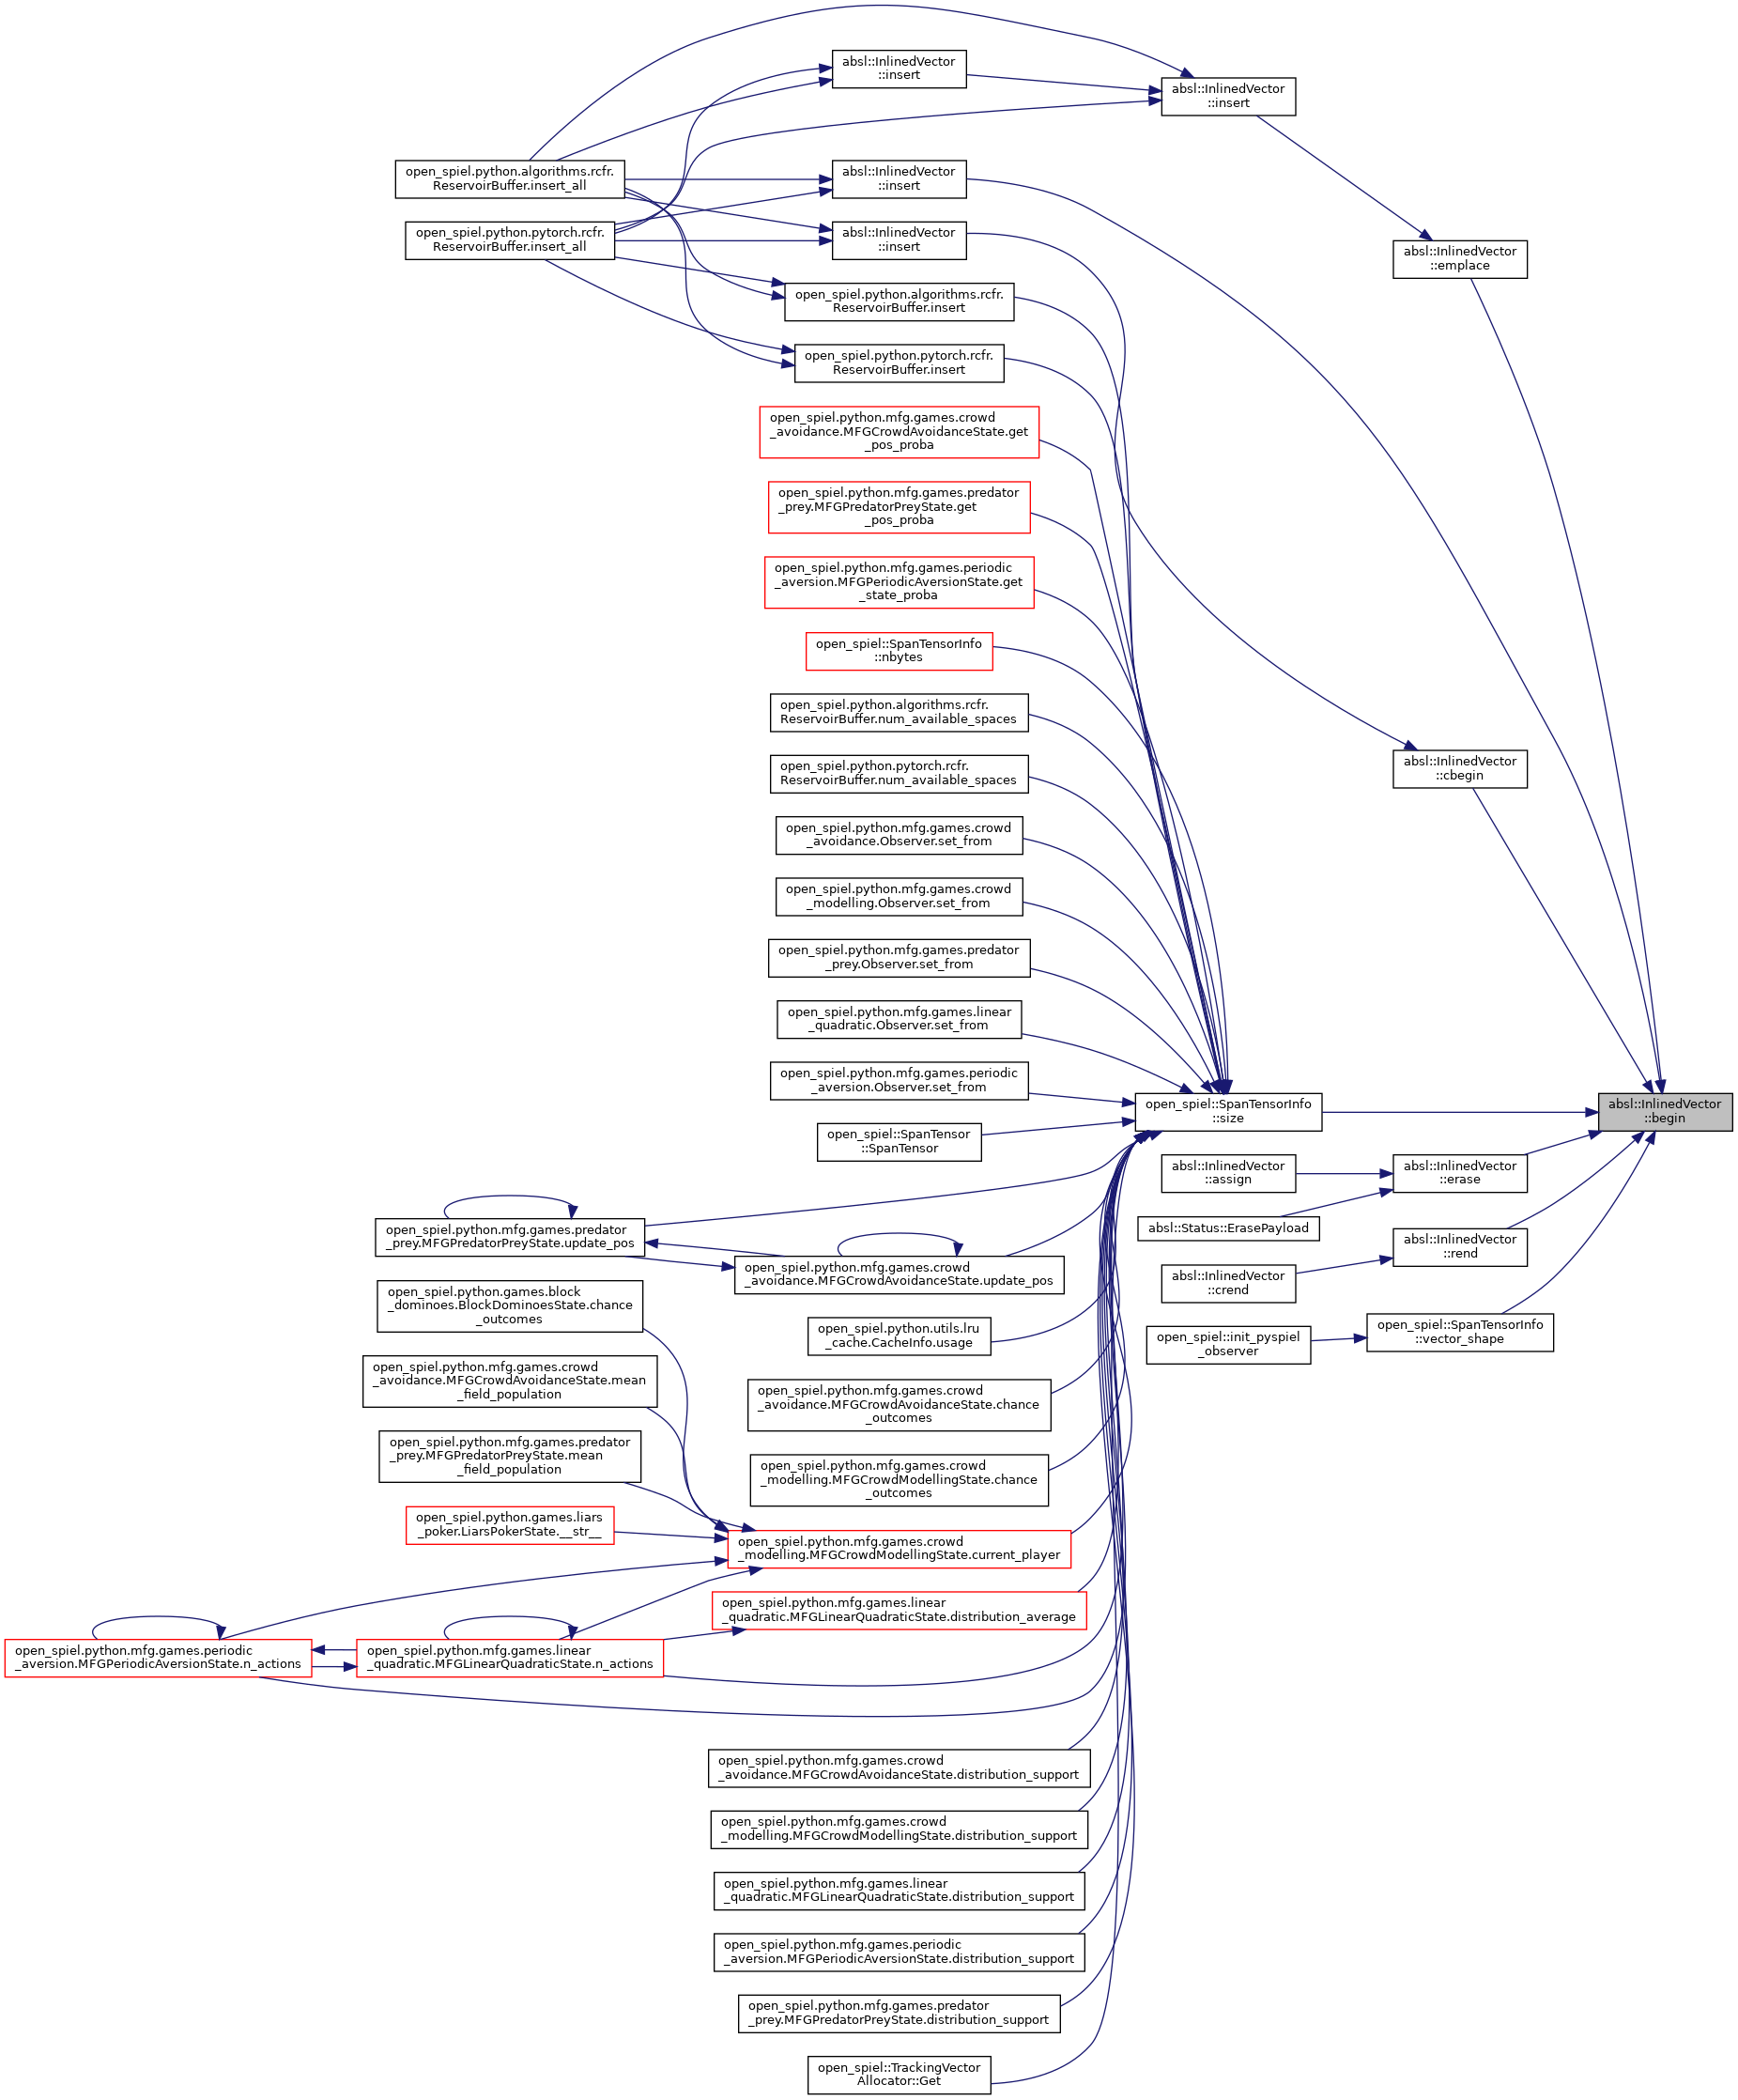 absl::InlinedVector
::insert
absl::InlinedVector
::insert
open_spiel.python.algorithms.rcfr.
ReservoirBuffer.insert_all
absl::InlinedVector
::insert
open_spiel.python.pytorch.rcfr.
ReservoirBuffer.insert_all
absl::InlinedVector
::insert
absl::InlinedVector
::emplace
open_spiel.python.algorithms.rcfr.
ReservoirBuffer.insert
open_spiel.python.pytorch.rcfr.
ReservoirBuffer.insert
open_spiel.python.mfg.games.crowd
_avoidance.MFGCrowdAvoidanceState.get
_pos_proba
open_spiel.python.mfg.games.predator
_prey.MFGPredatorPreyState.get
_pos_proba
open_spiel.python.mfg.games.periodic
_aversion.MFGPeriodicAversionState.get
_state_proba
open_spiel::SpanTensorInfo
::nbytes
open_spiel.python.algorithms.rcfr.
ReservoirBuffer.num_available_spaces
open_spiel.python.pytorch.rcfr.
ReservoirBuffer.num_available_spaces
absl::InlinedVector
::cbegin
open_spiel.python.mfg.games.crowd
_avoidance.Observer.set_from
open_spiel.python.mfg.games.crowd
_modelling.Observer.set_from
open_spiel.python.mfg.games.predator
_prey.Observer.set_from
open_spiel.python.mfg.games.linear
_quadratic.Observer.set_from
open_spiel.python.mfg.games.periodic
_aversion.Observer.set_from
open_spiel::SpanTensorInfo
::size
absl::InlinedVector
::begin
open_spiel::SpanTensor
::SpanTensor
absl::InlinedVector
::assign
absl::InlinedVector
::erase
absl::Status::ErasePayload
open_spiel.python.mfg.games.predator
_prey.MFGPredatorPreyState.update_pos
absl::InlinedVector
::rend
open_spiel.python.mfg.games.crowd
_avoidance.MFGCrowdAvoidanceState.update_pos
absl::InlinedVector
::crend
open_spiel.python.games.block
_dominoes.BlockDominoesState.chance
_outcomes
open_spiel.python.utils.lru
_cache.CacheInfo.usage
open_spiel::init_pyspiel
_observer
open_spiel::SpanTensorInfo
::vector_shape
open_spiel.python.mfg.games.crowd
_avoidance.MFGCrowdAvoidanceState.mean
_field_population
open_spiel.python.mfg.games.crowd
_avoidance.MFGCrowdAvoidanceState.chance
_outcomes
open_spiel.python.mfg.games.predator
_prey.MFGPredatorPreyState.mean
_field_population
open_spiel.python.mfg.games.crowd
_modelling.MFGCrowdModellingState.chance
_outcomes
open_spiel.python.games.liars
_poker.LiarsPokerState.__str__
open_spiel.python.mfg.games.crowd
_modelling.MFGCrowdModellingState.current_player
open_spiel.python.mfg.games.linear
_quadratic.MFGLinearQuadraticState.distribution_average
open_spiel.python.mfg.games.periodic
_aversion.MFGPeriodicAversionState.n_actions
open_spiel.python.mfg.games.linear
_quadratic.MFGLinearQuadraticState.n_actions
open_spiel.python.mfg.games.crowd
_avoidance.MFGCrowdAvoidanceState.distribution_support
open_spiel.python.mfg.games.crowd
_modelling.MFGCrowdModellingState.distribution_support
open_spiel.python.mfg.games.linear
_quadratic.MFGLinearQuadraticState.distribution_support
open_spiel.python.mfg.games.periodic
_aversion.MFGPeriodicAversionState.distribution_support
open_spiel.python.mfg.games.predator
_prey.MFGPredatorPreyState.distribution_support
open_spiel::TrackingVector
Allocator::Get